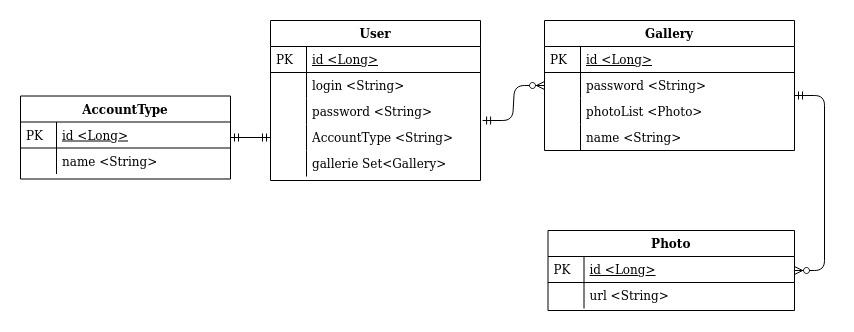 AccountType
PK id <Long>
name <String>
User
PK id <Long>
login <String>
password <String>
AccountType <String>
gallerie Set<Gallery>
Gallery
PK id <Long>
password <String>
photoList <Photo>
name <String>
Photo
PK id <Long>
url <String>